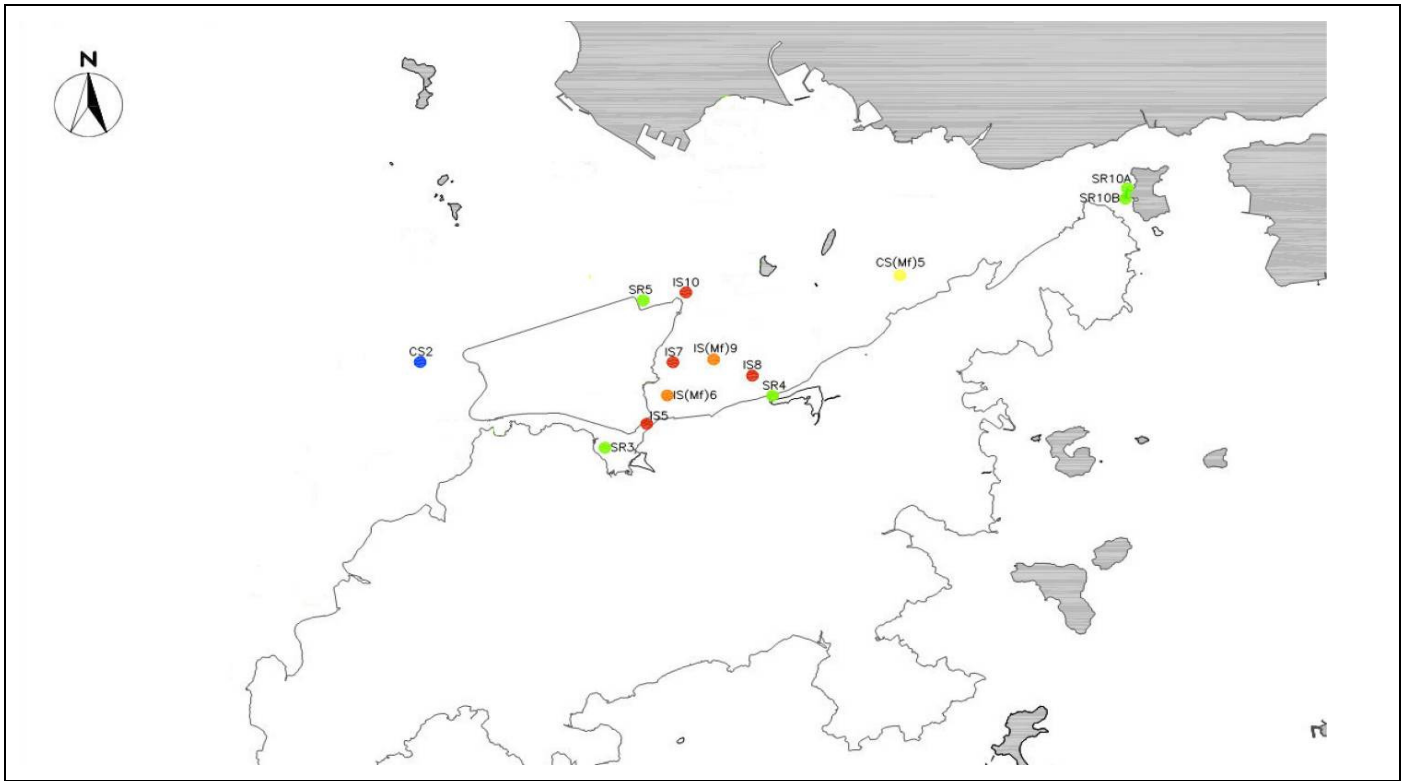 N
SR10A
SR10B
CS(Mf)5
IS10
SR5
CS2
IS7
IS(Mf)9
IS8
SR4
IS(Mf)6
IS5
SR3